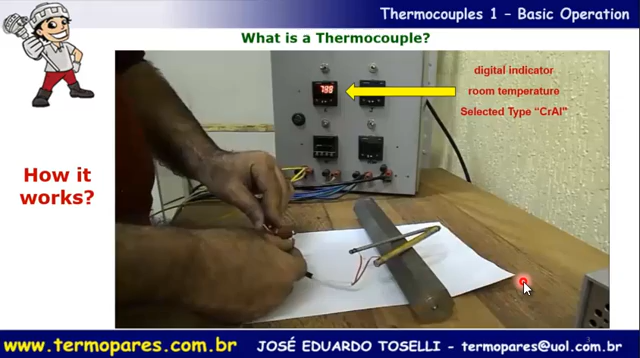 Thermocouples 1 – Basic Operation
What is a Thermocouple?
digital indicator
room temperature
Selected Type "CrAl"
How it
works?
www.termopares.com.br
JOSÉ EDUARDO TOSELLI - termopares@uol.com.br